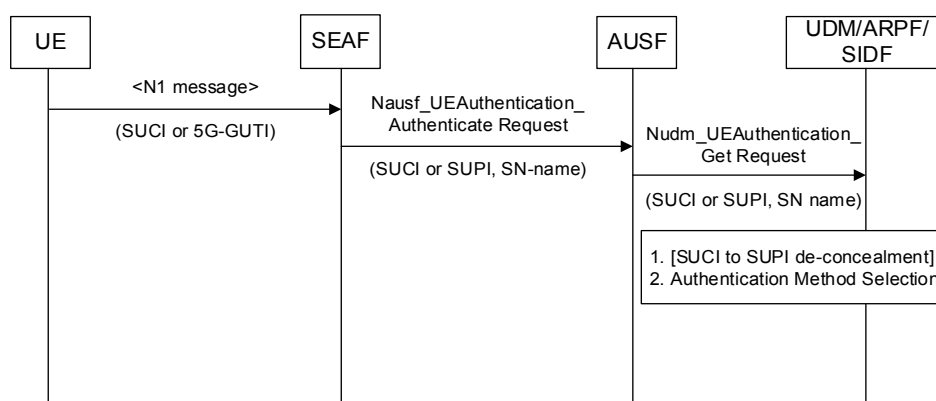 UE
SEAF
AUSF
UDM/ARPF/
SIDF
<N1 message>
(SUCI or 5G-GUTI)
Nausf_UEAuthentication_
Authenticate Request
(SUCI or SUPI, SN-name)
Nudm_UEAuthentication_
Get Request
(SUCI or SUPI, SN name)
1. [SUCI to SUPI de-concealment]
2. Authentication Method Selection